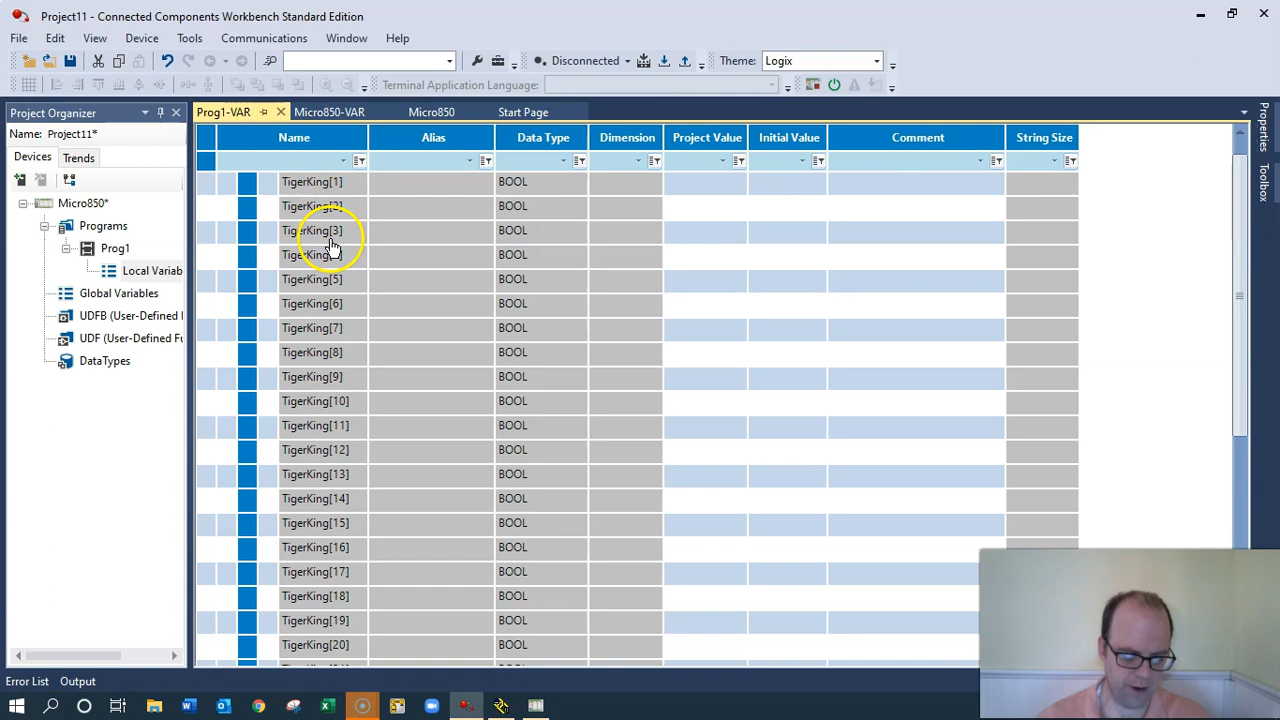 Project11 - Connected Components Workbench Standard Edition
File Edit View Device Tools Communications Window Help
Disconnected Theme: Logix
Terminal Application Language:
Project Organizer
Name: Project11*
Devices Trends
Micro850*
Programs
Prog1
Local Variab
Global Variables
UDFB (User-Defined I
UDF (User-Defined Fu
DataTypes
Prog1-VAR Micro850-VAR Micro850 Start Page
Name Alias Data Type Dimension Project Value Initial Value Comment String Size
TigerKing[1] BOOL
TigerKing[2] BOOL
TigerKing[3] BOOL
BOOL
TigerKing[5] BOOL
TigerKing[6] BOOL
TigerKing[7] BOOL
TigerKing[8] BOOL
TigerKing[9] BOOL
TigerKing[10] BOOL
TigerKing[11] BOOL
TigerKing[12] BOOL
TigerKing[13] BOOL
TigerKing[14] BOOL
TigerKing[15] BOOL
TigerKing[16] BOOL
TigerKing[17] BOOL
TigerKing[18] BOOL
TigerKing[19] BOOL
TigerKing[20] BOOL
Properties
Toolbox
Error List Output